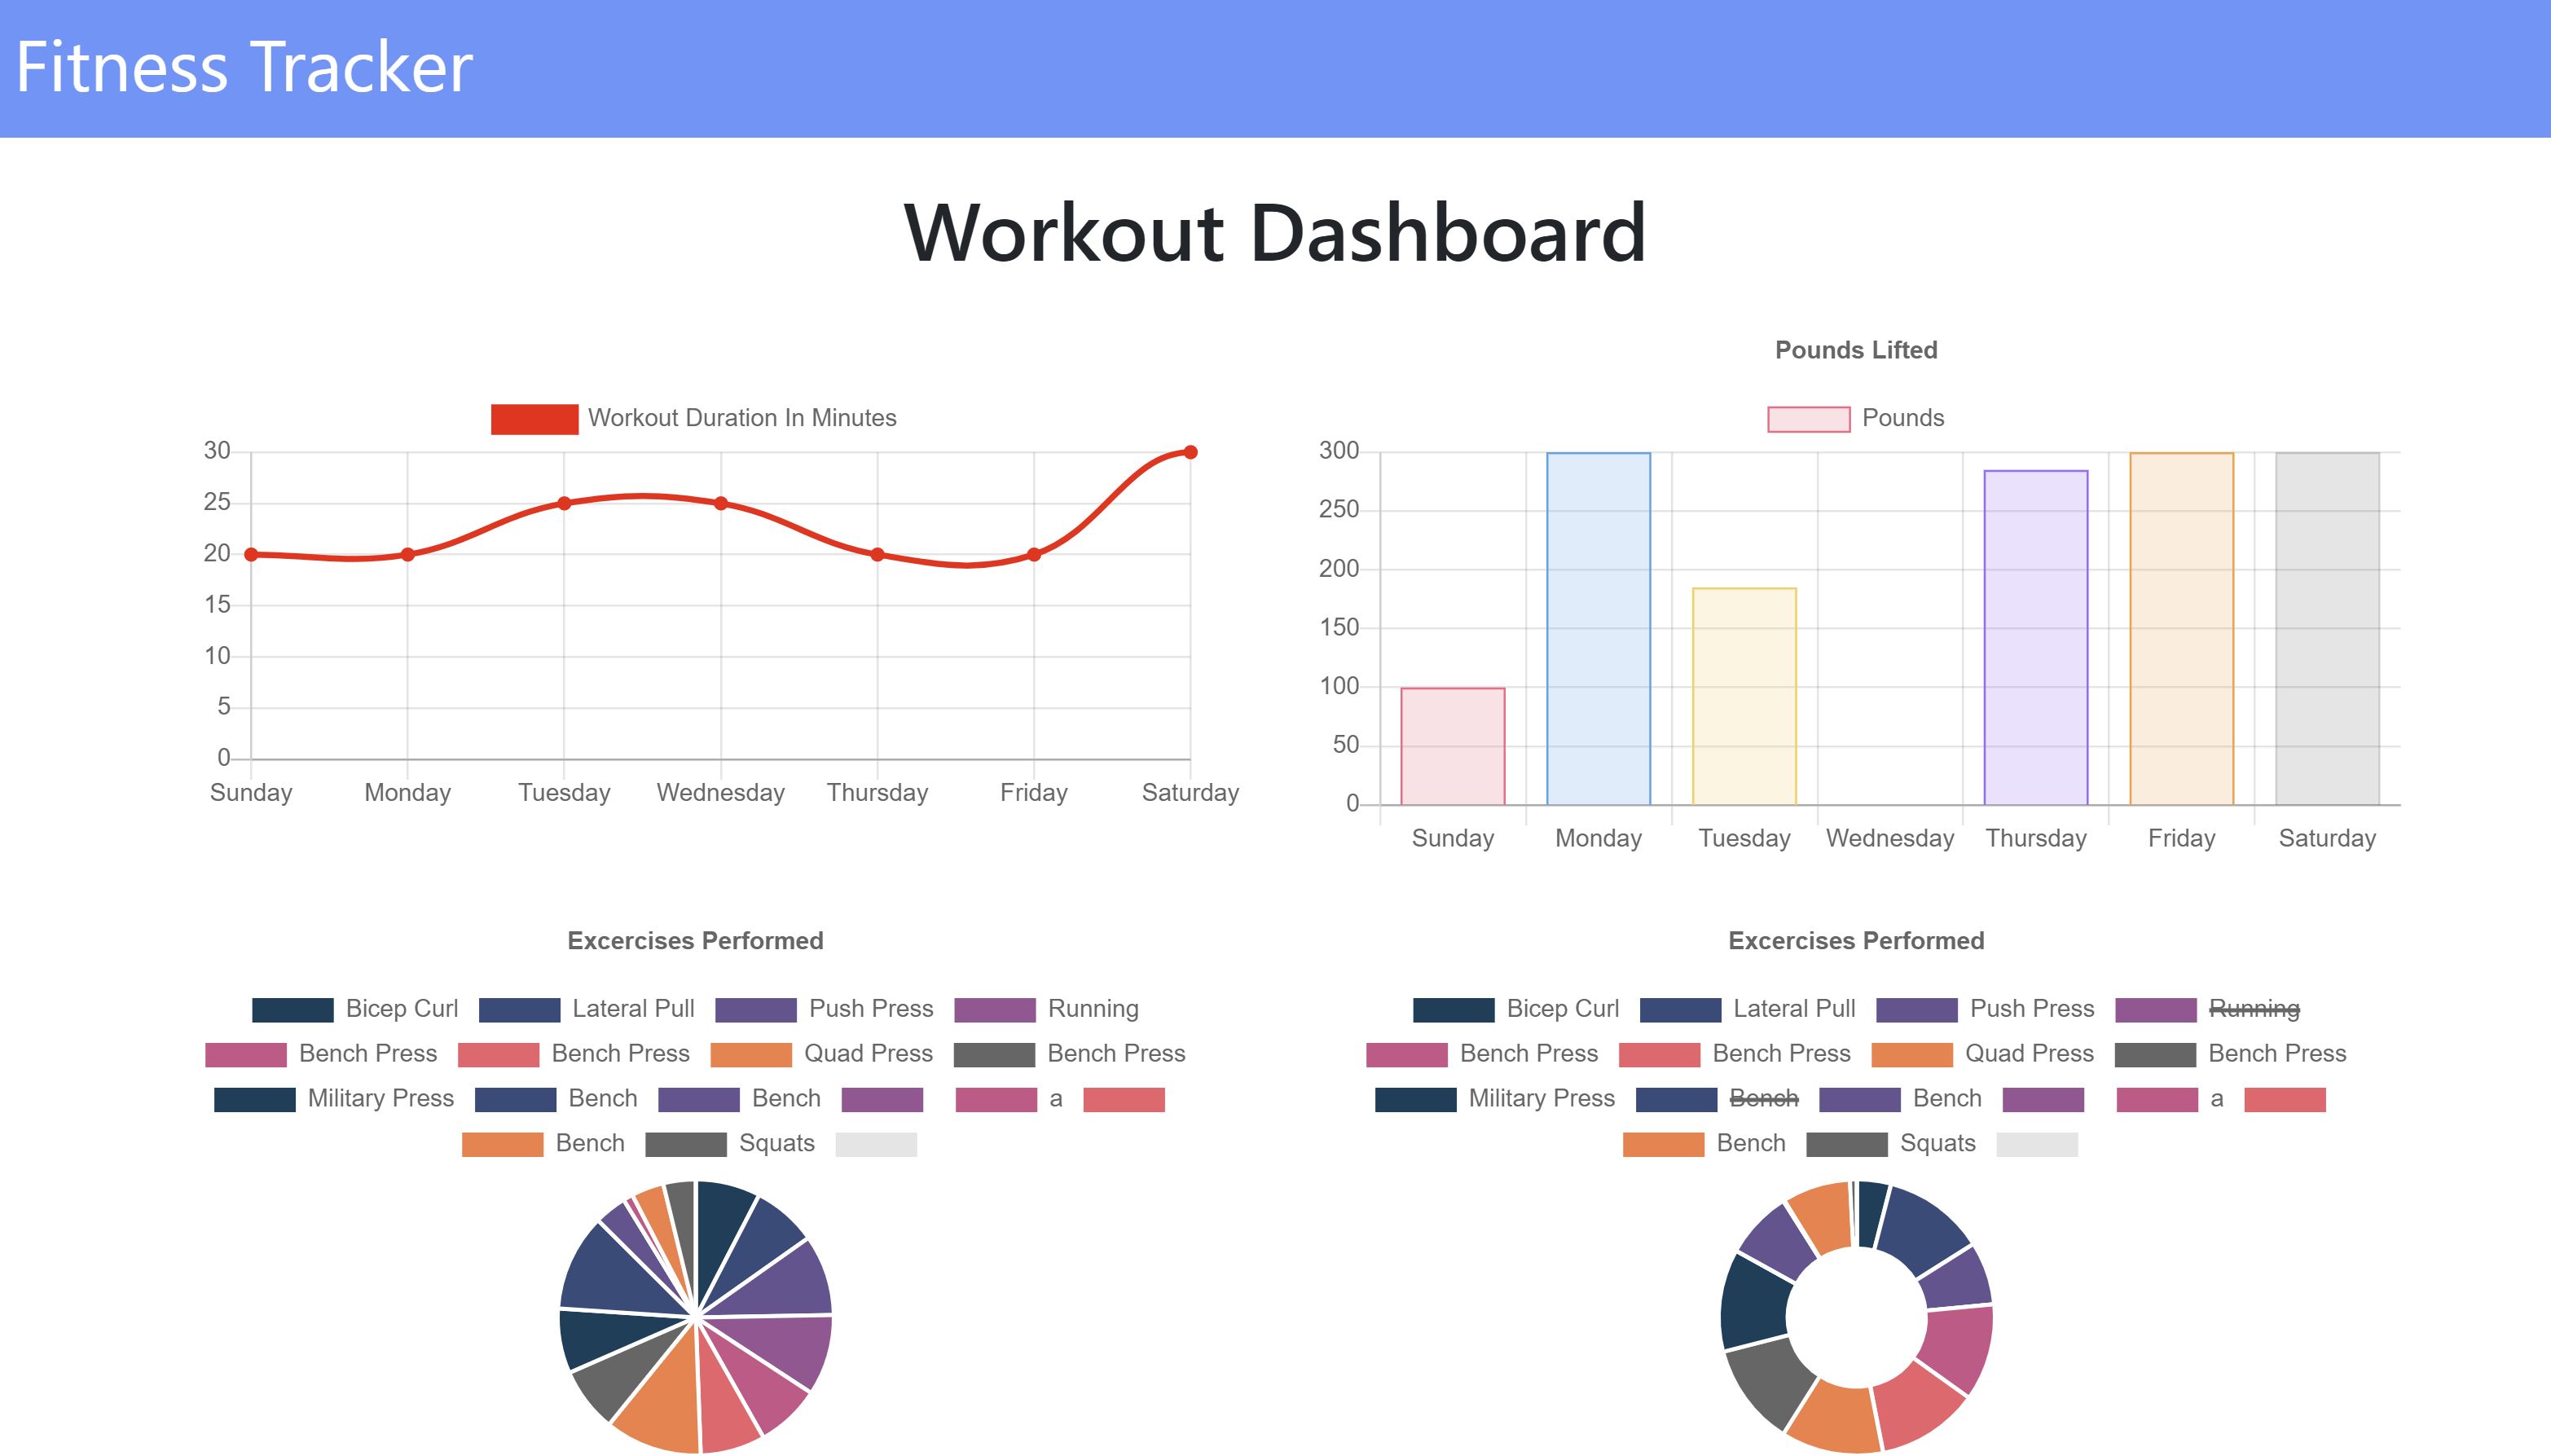 Fitness Tracker
Workout Dashboard
Workout Duration In Minutes
30
25
20
15
10
5
0
Sunday Monday Tuesday Wednesday Thursday Friday Saturday
Pounds Lifted
Pounds
300
250
200
150
100
50
0
Sunday Monday Tuesday Wednesday Thursday Friday Saturday
Excercises Performed
Bicep Curl Lateral Pull Push Press Running
Bench Press Bench Press Quad Press Bench Press
Military Press Bench Bench a
Bench Squats
Excercises Performed
Bicep Curl Lateral Pull Push Press Running
Bench Press Bench Press Quad Press Bench Press
Military Press Bench Bench a
Bench Squats